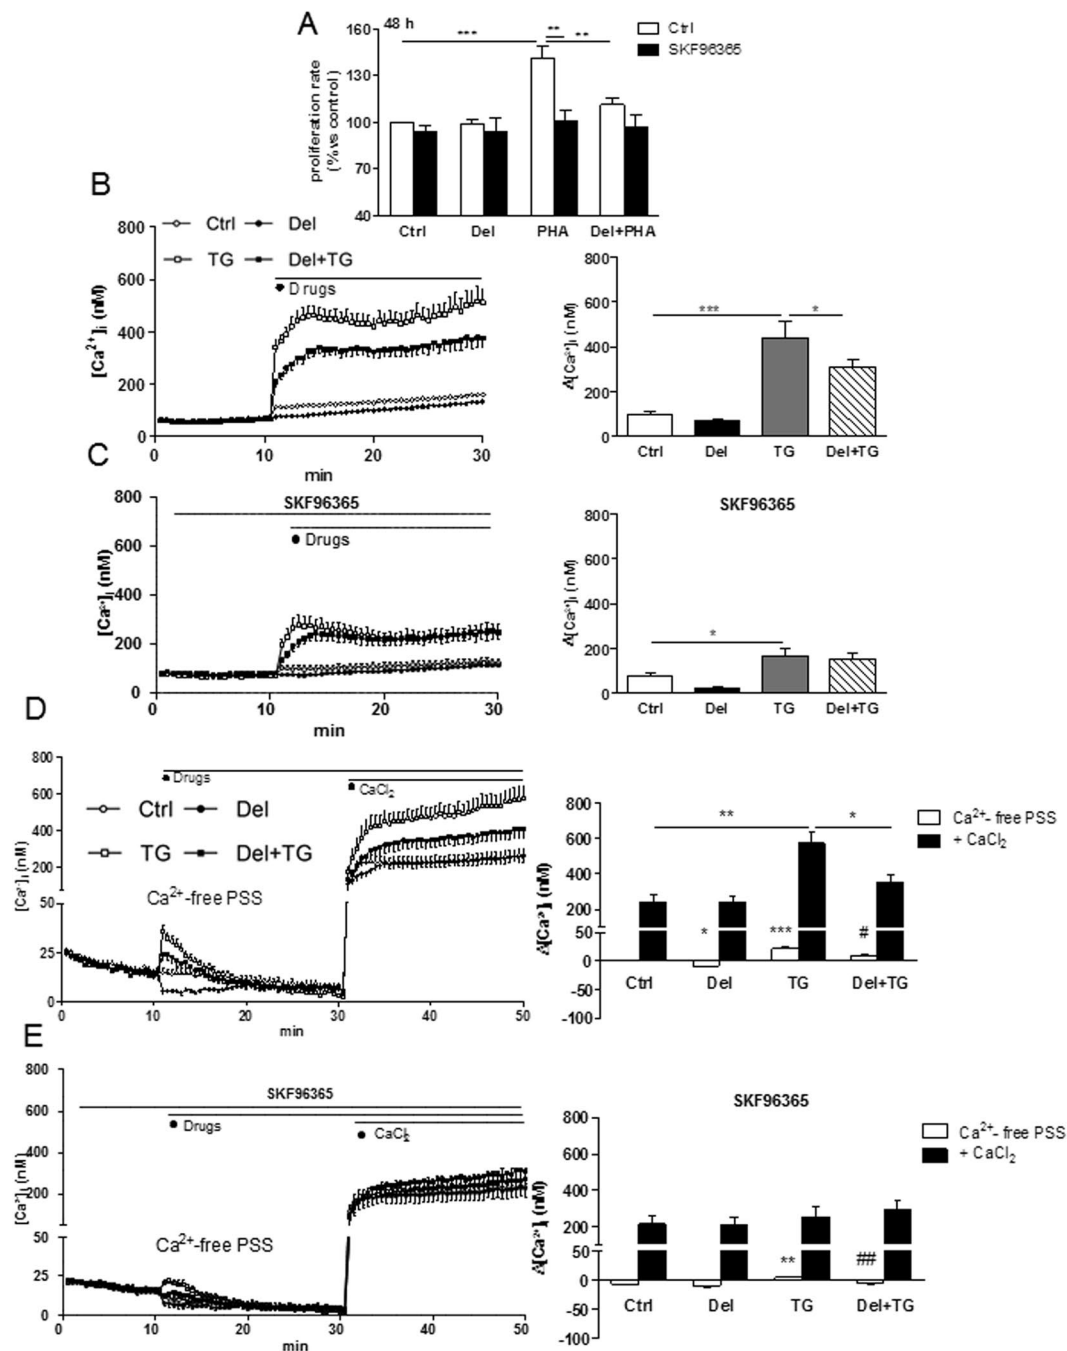 A
48 h
***
**
**
Ctrl
SKF96365
proliferation rate
(% vs control)
160
130
100
70
40
Ctrl
Del
PHA
Del+PHA
B
Ctrl
Del
TG
Del+TG
Drugs
[Ca²⁺]i (nM)
800
600
400
200
0
0
10
20
30
min
Δ[Ca²⁺]i (nM)
800
600
400
200
0
***
*
Ctrl
Del
TG
Del+TG
C
SKF96365
Drugs
[Ca²⁺]i (nM)
800
600
400
200
0
0
10
20
30
min
SKF96365
Δ[Ca²⁺]i (nM)
800
600
400
200
0
*
Ctrl
Del
TG
Del+TG
D
Drugs
CaCl₂
Ctrl
Del
TG
Del+TG
Ca²⁺-free PSS
[Ca²⁺]i (nM)
800
600
400
200
50
25
0
0
10
20
30
40
50
min
Ca²⁺- free PSS
+ CaCl₂
Δ[Ca²⁺]i (nM)
800
600
400
200
50
0
-50
-100
**
*
*
***
#
Ctrl
Del
TG
Del+TG
E
SKF96365
Drugs
CaCl₂
Ca²⁺-free PSS
[Ca²⁺]i (nM)
800
600
400
200
50
25
0
0
10
20
30
40
50
min
SKF96365
Ca²⁺- free PSS
+ CaCl₂
Δ[Ca²⁺]i (nM)
800
600
400
200
50
0
-50
-100
**
##
Ctrl
Del
TG
Del+TG